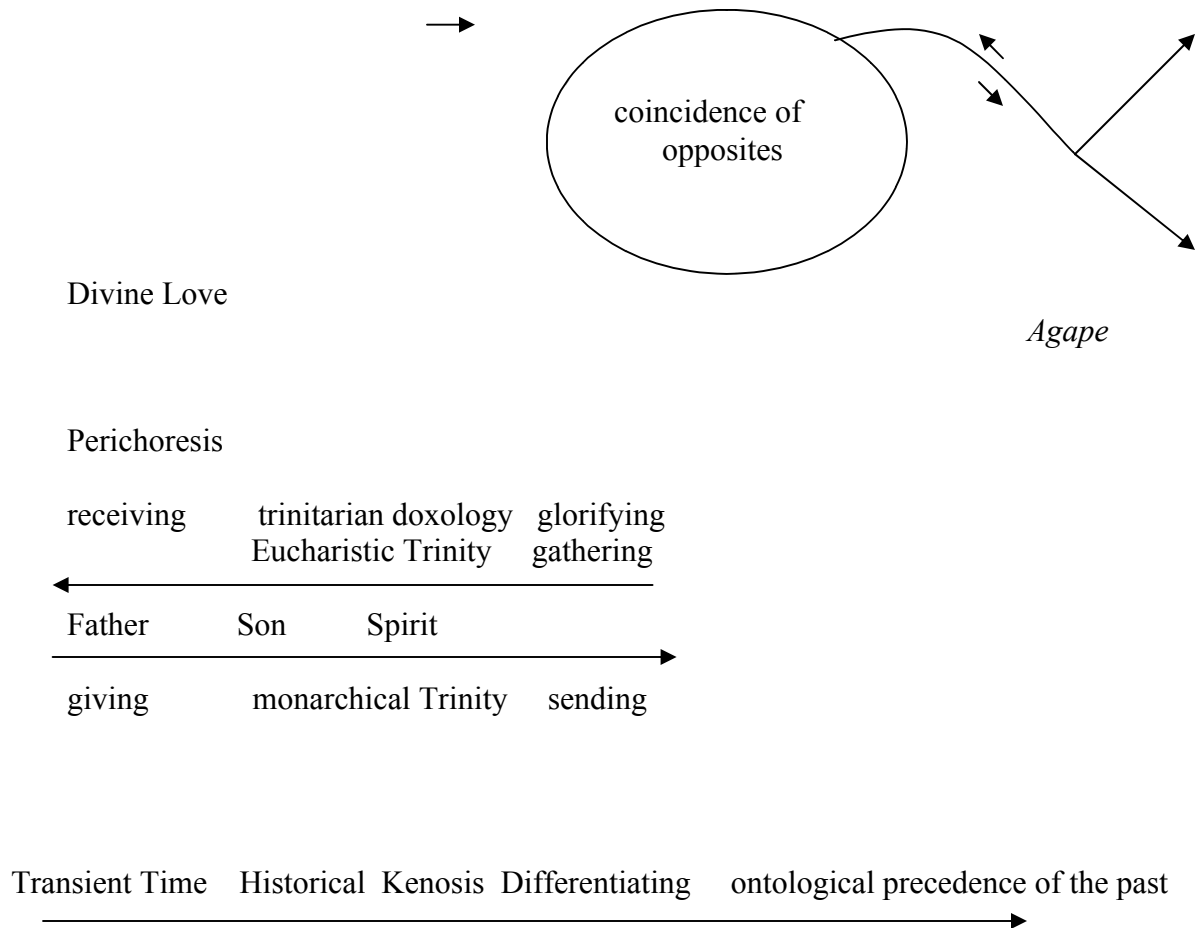 coincidence of
opposites
Divine Love
Agape
Perichoresis
receiving trinitarian doxology glorifying
Eucharistic Trinity gathering
Father Son Spirit
giving monarchical Trinity sending
Transient Time Historical Kenosis Differentiating ontological precedence of the past